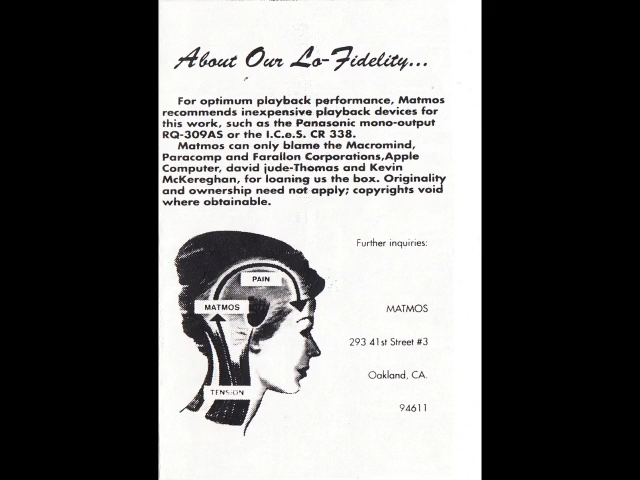 About Our Lo-Fidelity...
For optimum playback performance, Matmos
recommends inexpensive playback devices for
this work, such as the Panasonic mono-output
RQ-309AS or the I.C.e.S. CR 338.
Matmos can only blame the Macromind,
Paracomp and Farallon Corporations,Apple
Computer, david jude-Thomas and Kevin
McKereghan, for loaning us the box. Originality
and ownership need not apply; copyrights void
where obtainable.
Further inquiries:
PAIN
MATMOS
MATMOS
293 41st Street #3
Oakland, CA.
TENSION
94611